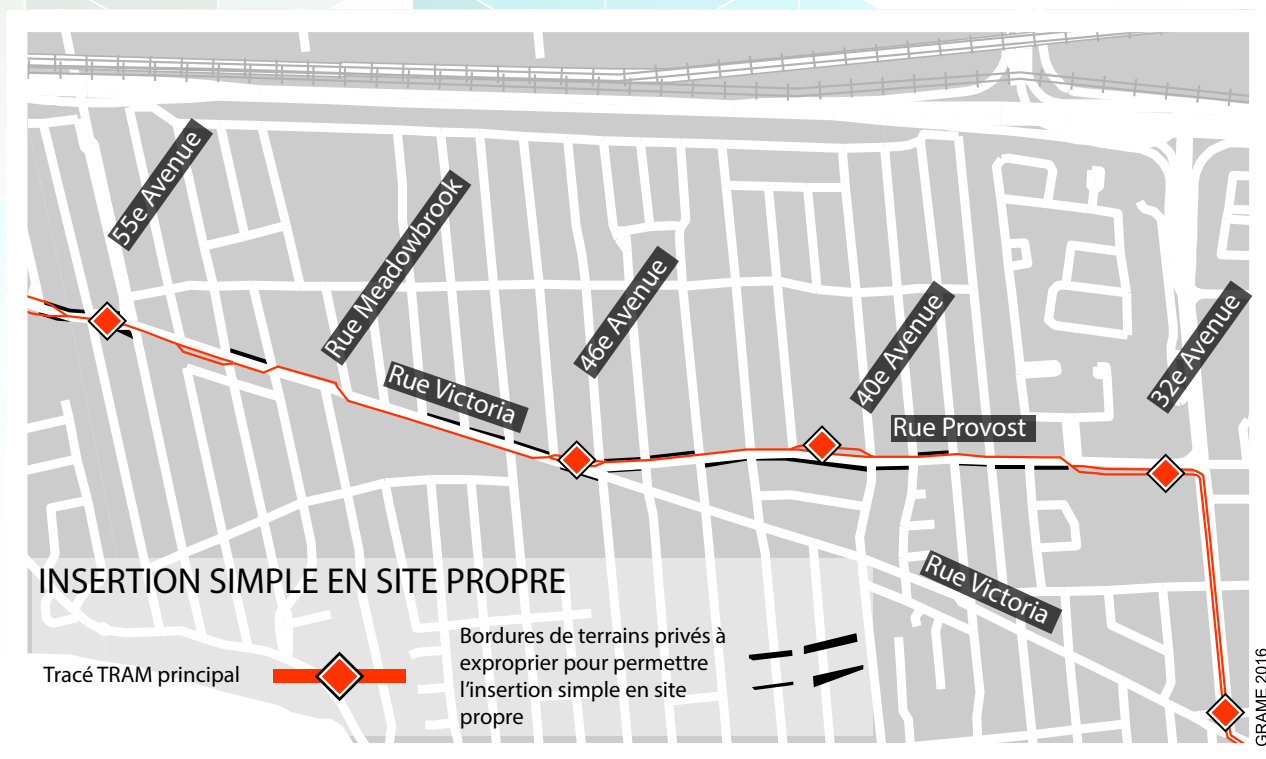 55e Avenue
Rue Meadowbrook
46e Avenue
40e Avenue
32e Avenue
Rue Victoria
Rue Provost
Rue Victoria
INSERTION SIMPLE EN SITE PROPRE
Tracé TRAM principal
Bordures de terrains privés à
exproprier pour permettre
l’insertion simple en site
propre
GRAME 2016